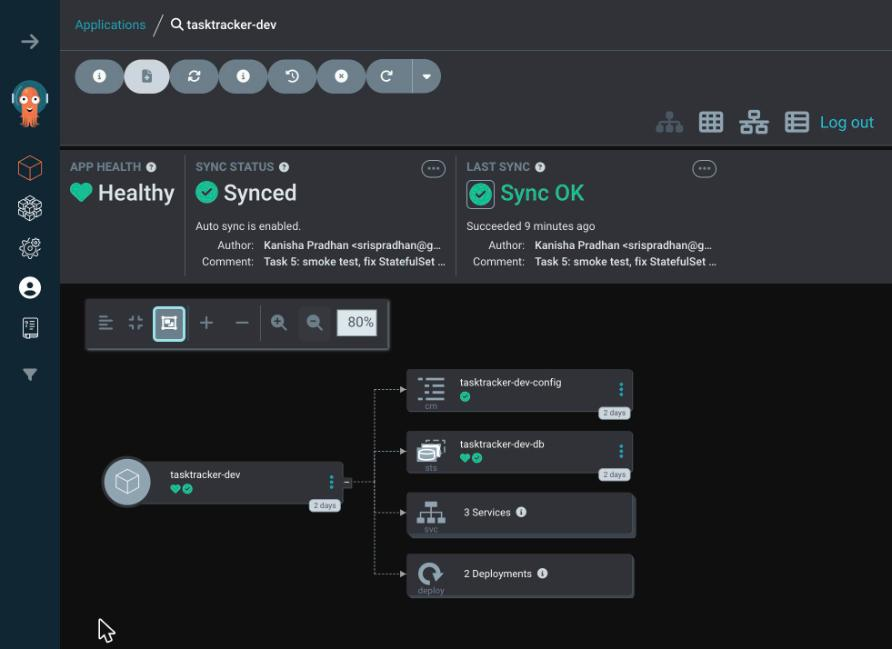 Applications / tasktracker-dev
Log out
APP HEALTH
Healthy
SYNC STATUS
Synced
Auto sync is enabled.
Author: Kanisha Pradhan <srispradhan@g...
Comment: Task 5: smoke test, fix StatefulSet ...
LAST SYNC
Sync OK
Succeeded 9 minutes ago
Author: Kanisha Pradhan <srispradhan@g...
Comment: Task 5: smoke test, fix StatefulSet ...
80%
tasktracker-dev
2 days
tasktracker-dev-config
cm
2 days
tasktracker-dev-db
sts
2 days
3 Services
svc
2 Deployments
deploy